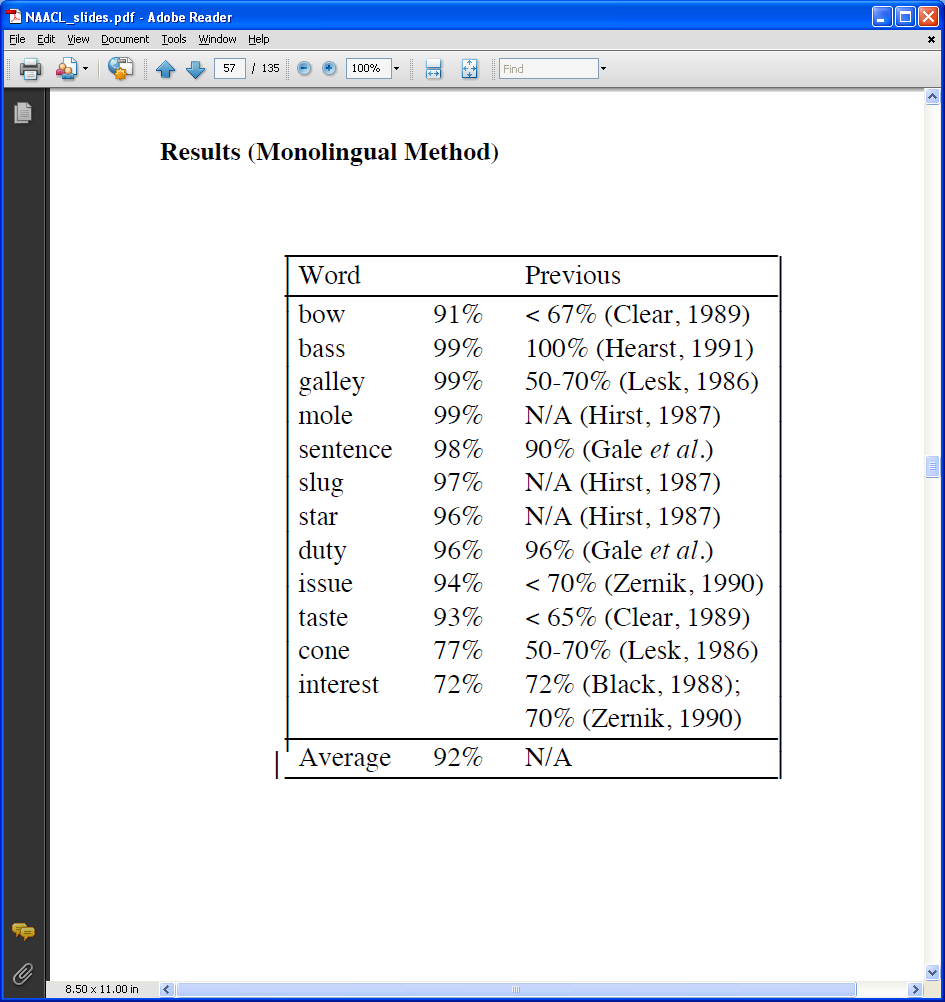 NAACL_slides.pdf - Adobe Reader
File Edit View Document Tools Window Help
57 / 135 100% Find
Results (Monolingual Method)
Word Previous
bow 91% < 67% (Clear, 1989)
bass 99% 100% (Hearst, 1991)
galley 99% 50-70% (Lesk, 1986)
mole 99% N/A (Hirst, 1987)
sentence 98% 90% (Gale et al.)
slug 97% N/A (Hirst, 1987)
star 96% N/A (Hirst, 1987)
duty 96% 96% (Gale et al.)
issue 94% < 70% (Zernik, 1990)
taste 93% < 65% (Clear, 1989)
cone 77% 50-70% (Lesk, 1986)
interest 72% 72% (Black, 1988);
70% (Zernik, 1990)
Average 92% N/A
8.50 x 11.00 in